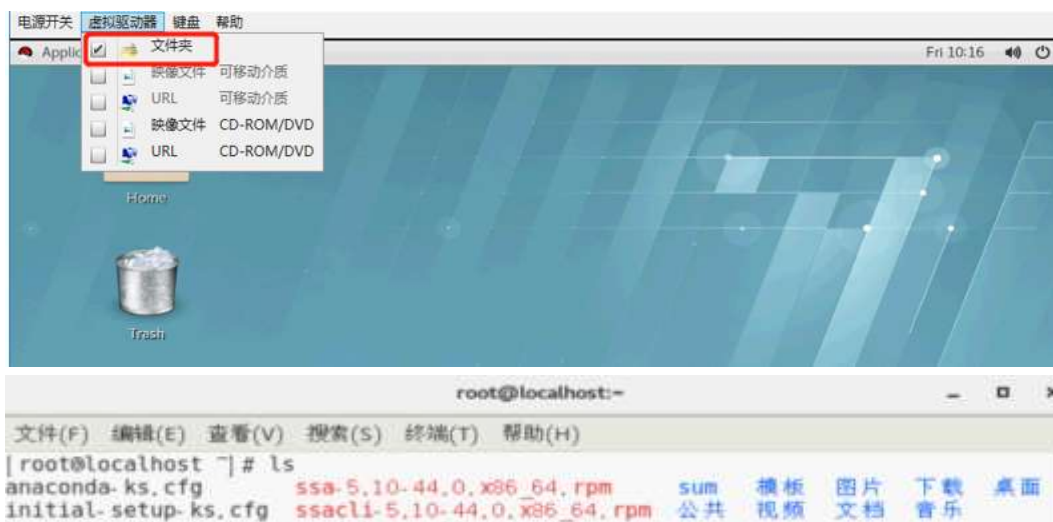 电源开关 虚拟驱动器 键盘 帮助
Applic Fri 10:16
文件夹
映像文件 可移动介质
URL 可移动介质
映像文件 CD-ROM/DVD
URL CD-ROM/DVD
Home
Trash
root@localhost:~
文件(F) 编辑(E) 查看(V) 搜索(S) 终端(T) 帮助(H)
[root@localhost ~]# ls
anaconda-ks.cfg ssa-5.10-44.0.x86_64.rpm sum 模板 图片 下载 桌面
initial-setup-ks.cfg ssacli-5.10-44.0.x86_64.rpm 公共 视频 文档 音乐